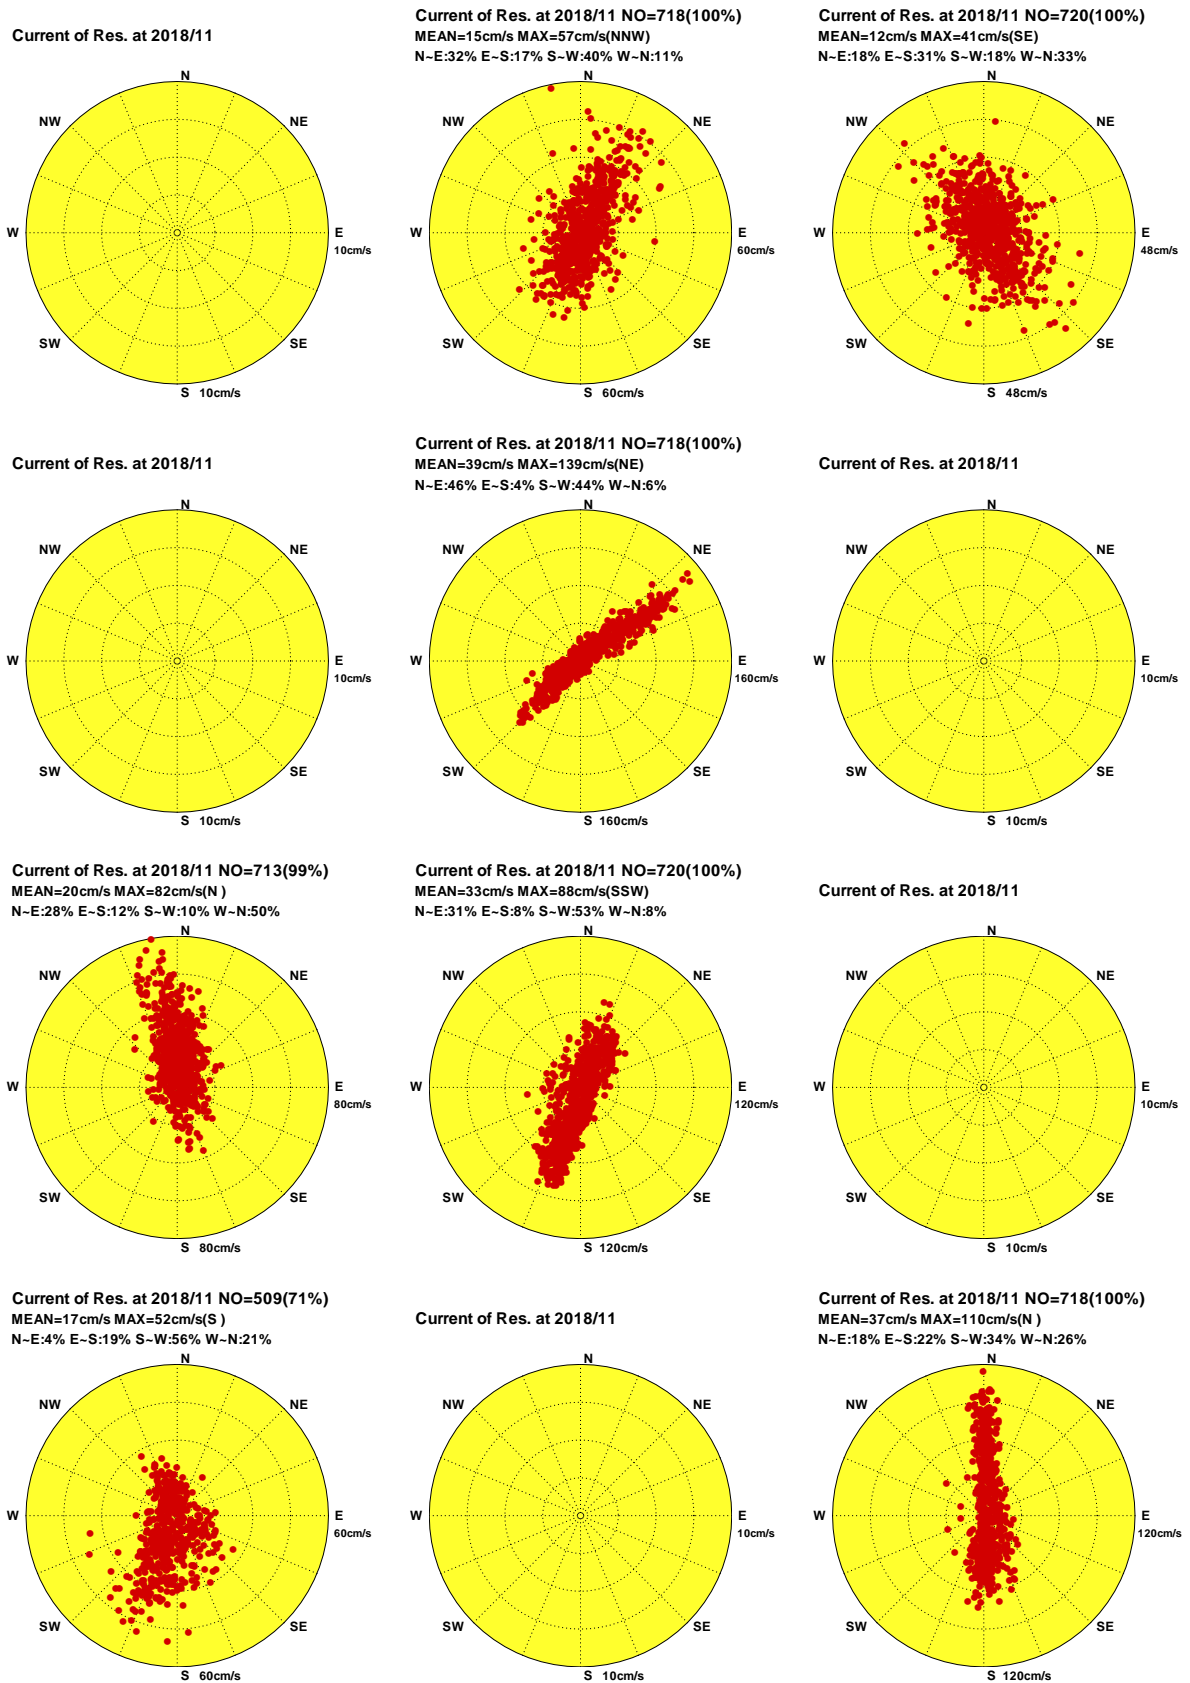 Current of Res. at 2018/11
N
NW
NE
W
E
10cm/s
SW
SE
S 10cm/s
Current of Res. at 2018/11 NO=718(100%)
MEAN=15cm/s MAX=57cm/s(NNW)
N~E:32% E~S:17% S~W:40% W~N:11%
N
NW
NE
W
E
60cm/s
SW
SE
S 60cm/s
Current of Res. at 2018/11 NO=720(100%)
MEAN=12cm/s MAX=41cm/s(SE)
N~E:18% E~S:31% S~W:18% W~N:33%
N
NW
NE
W
E
48cm/s
SW
SE
S 48cm/s
Current of Res. at 2018/11
N
NW
NE
W
E
10cm/s
SW
SE
S 10cm/s
Current of Res. at 2018/11 NO=718(100%)
MEAN=39cm/s MAX=139cm/s(NE)
N~E:46% E~S:4% S~W:44% W~N:6%
N
NW
NE
W
E
160cm/s
SW
SE
S 160cm/s
Current of Res. at 2018/11
N
NW
NE
W
E
10cm/s
SW
SE
S 10cm/s
Current of Res. at 2018/11 NO=713(99%)
MEAN=20cm/s MAX=82cm/s(N )
N~E:28% E~S:12% S~W:10% W~N:50%
N
NW
NE
W
E
80cm/s
SW
SE
S 80cm/s
Current of Res. at 2018/11 NO=720(100%)
MEAN=33cm/s MAX=88cm/s(SSW)
N~E:31% E~S:8% S~W:53% W~N:8%
N
NW
NE
W
E
120cm/s
SW
SE
S 120cm/s
Current of Res. at 2018/11
N
NW
NE
W
E
10cm/s
SW
SE
S 10cm/s
Current of Res. at 2018/11 NO=509(71%)
MEAN=17cm/s MAX=52cm/s(S )
N~E:4% E~S:19% S~W:56% W~N:21%
N
NW
NE
W
E
60cm/s
SW
SE
S 60cm/s
Current of Res. at 2018/11
N
NW
NE
W
E
10cm/s
SW
SE
S 10cm/s
Current of Res. at 2018/11 NO=718(100%)
MEAN=37cm/s MAX=110cm/s(N )
N~E:18% E~S:22% S~W:34% W~N:26%
N
NW
NE
W
E
120cm/s
SW
SE
S 120cm/s